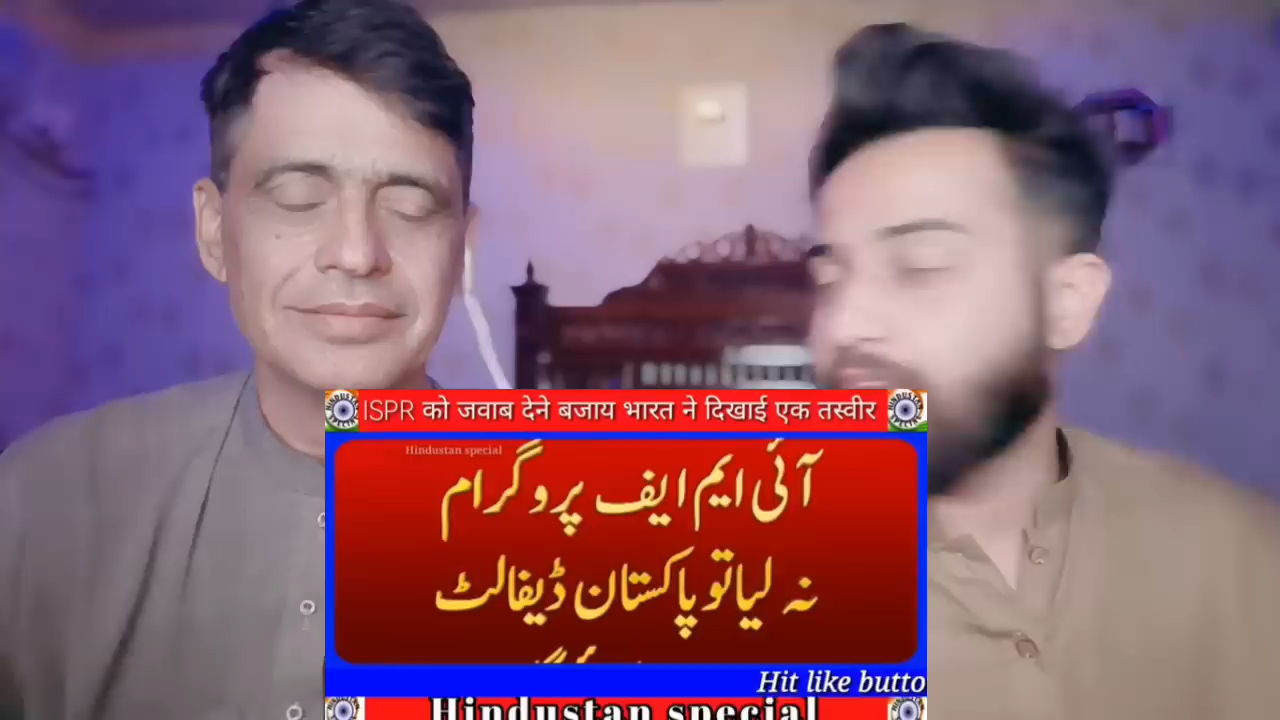 ISPR को जवाब देने बजाय भारत ने दिखाई एक तस्वीर
Hindustan special
آئی ایم ایف پروگرام
نہ لیا تو پاکستان ڈیفالٹ
Hit like butto
Hindustan special